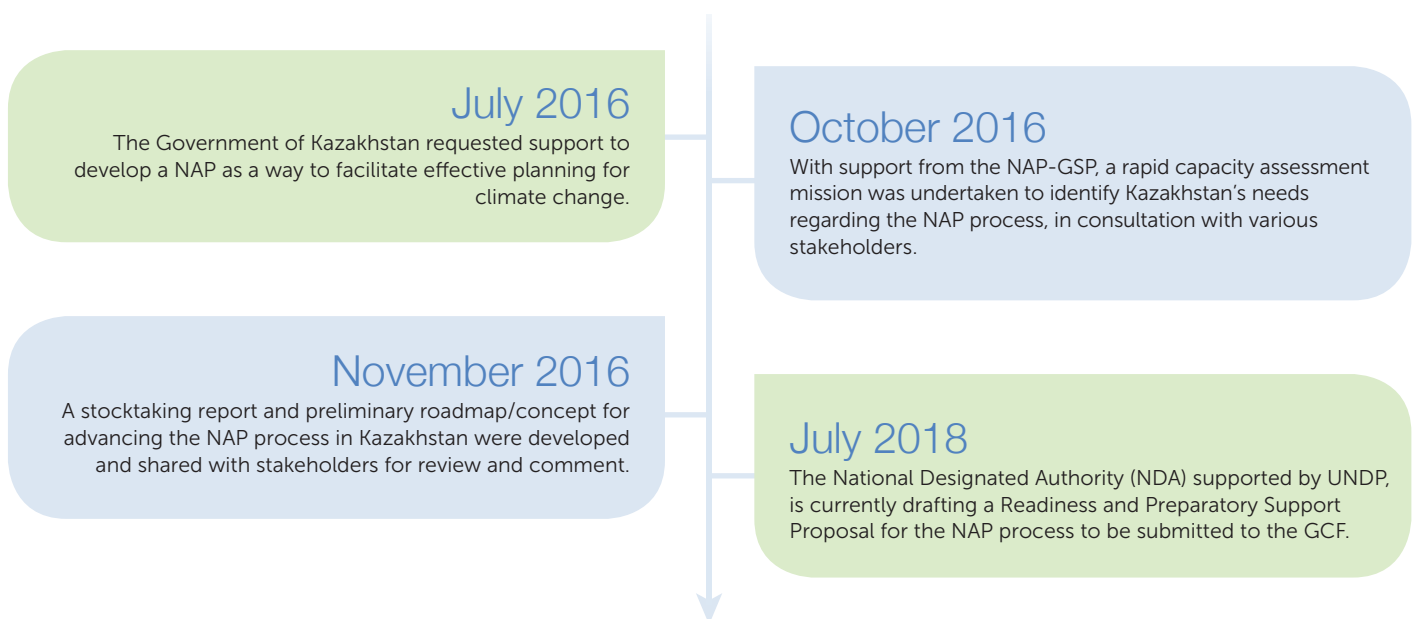 July 2016
The Government of Kazakhstan requested support to
develop a NAP as a way to facilitate effective planning for
climate change.
October 2016
With support from the NAP-GSP, a rapid capacity assessment
mission was undertaken to identify Kazakhstan's needs
regarding the NAP process, in consultation with various
stakeholders.
November 2016
A stocktaking report and preliminary roadmap/concept for
advancing the NAP process in Kazakhstan were developed
and shared with stakeholders for review and comment.
July 2018
The National Designated Authority (NDA) supported by UNDP,
is currently drafting a Readiness and Preparatory Support
Proposal for the NAP process to be submitted to the GCF.